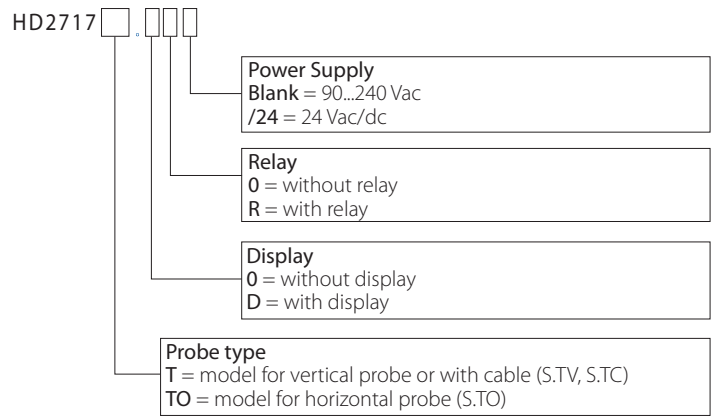 HD2717 .
Power Supply
Blank = 90...240 Vac
/24 = 24 Vac/dc
Relay
0 = without relay
R = with relay
Display
0 = without display
D = with display
Probe type
T = model for vertical probe or with cable (S.TV, S.TC)
TO = model for horizontal probe (S.TO)